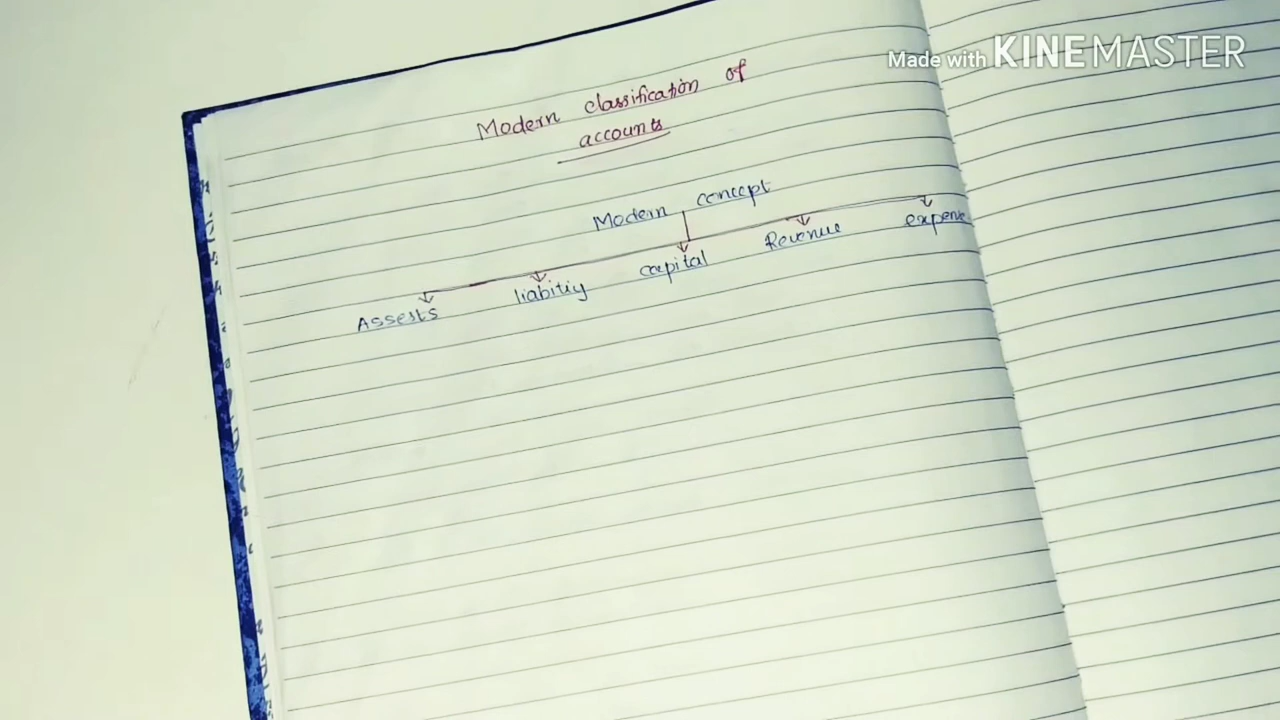 Made with KINEMASTER
Modern classification of
accounts
Modern concept
Assests liabitiy capital Revenue expense